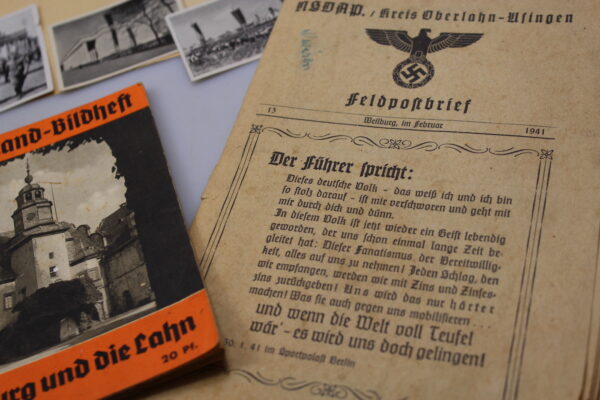 NSDAP. / Kreis Oberlahn-Usingen
Feldpostbrief
13
Weilburg, im Februar
1941
Der Führer spricht:
Dieses deutsche Volk - das weiß ich und ich bin
so stolz darauf - ist mir verschworen und geht mit
mir durch dick und dünn.
In diesem Volk ist jetzt wieder ein Geist lebendig
geworden, der uns schon einmal lange Zeit be-
gleitet hat: Dieser Fanatismus der Bereitwillig-
keit, alles auf uns zu nehmen! Jeden Schlag, den
wir empfangen, werden wir mit Zins und Zinses-
zins zurückgeben! Uns wird das nur härter
machen! Was sie auch gegen uns mobilisieren ...
und wenn die Welt voll Teufel
wär' - es wird uns doch gelingen!
30. 1. 41 im Sportpalast Berlin
and-Bildheft
urg und die Lahn
20 Pf.